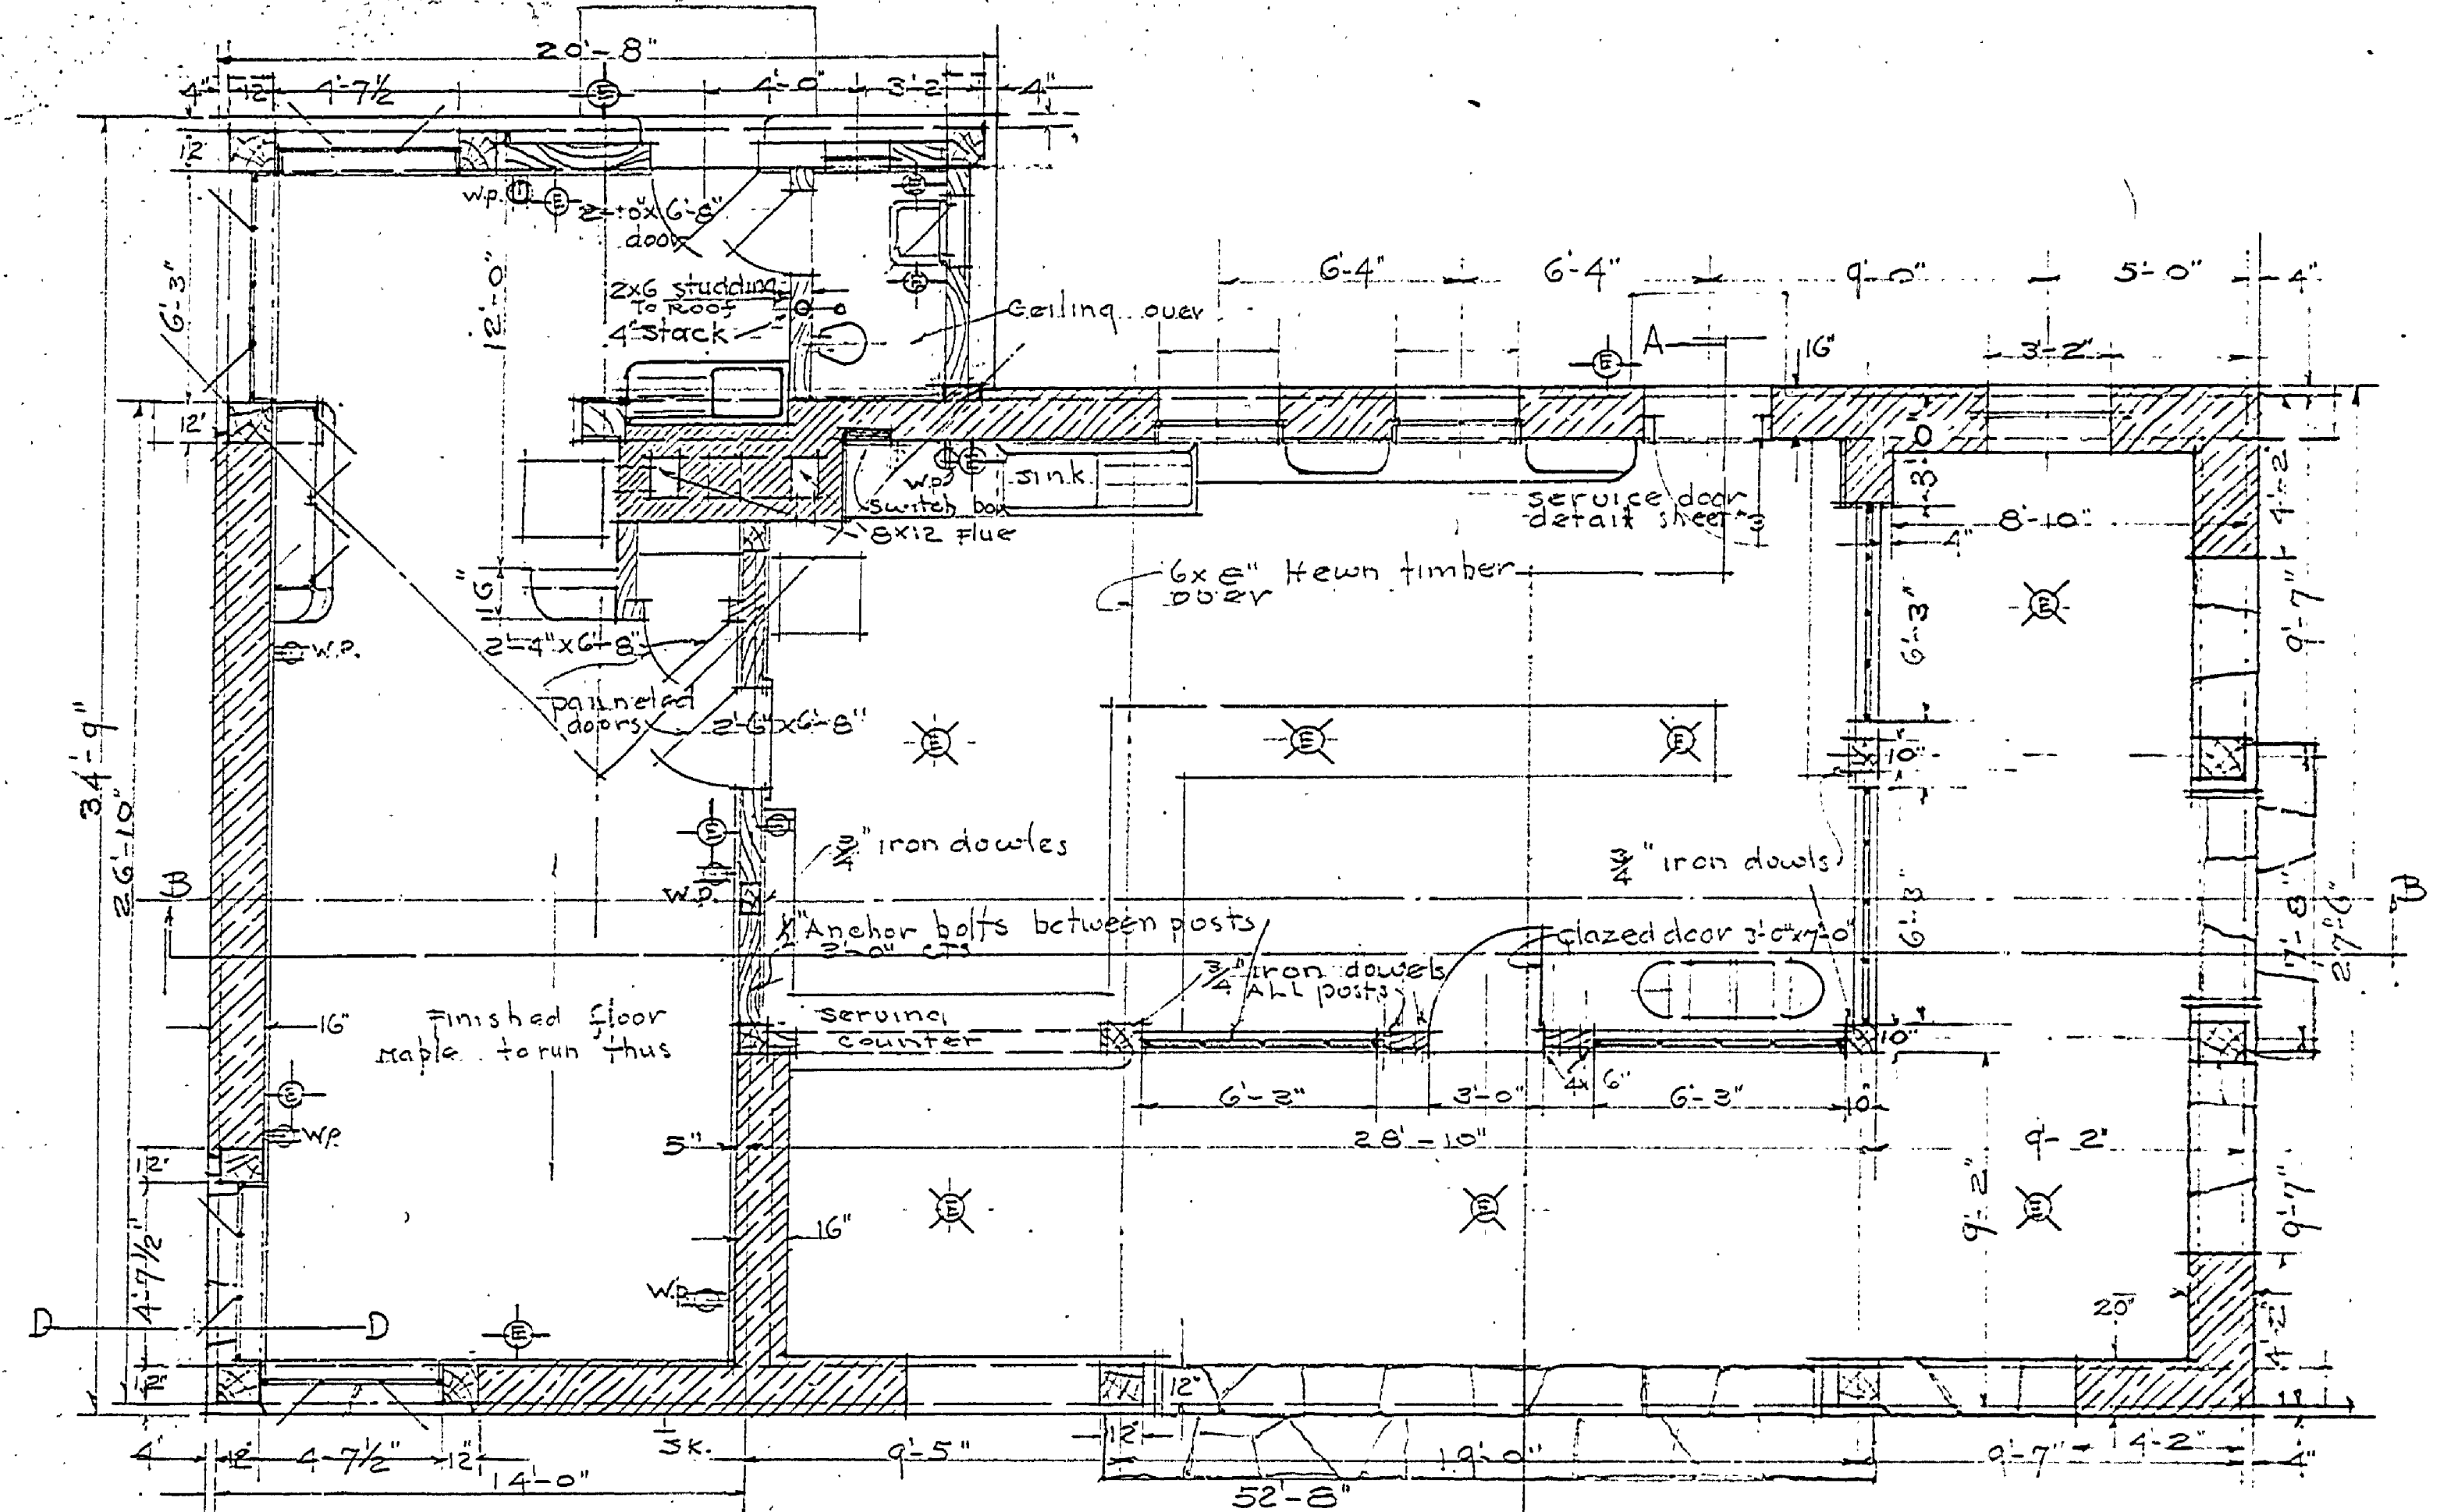 20'-8"
4" 12" 4'-7½" 4'-0" 3'-2" 4"
12"
W.P.
2'-10"x6'-8"
door
6'-3"
12'-0"
2x6 studding
To Roof
4" stack
Ceiling over
6'-4" 6'-4" 9'-0" 5'-0" 4"
A
16"
3'-2"
12"
W.P.
sink
switch box
8x12 Flue
service door
detail sheet 3
3'-0"
4'-2"
8'-10"
4"
6x8" Hewn timber
over
16"
2'-4"x6'-8"
W.P.
panneled
doors
2'-6"x6'-8"
6'-3"
9'-7"
10"
34'-9"
26'-10"
¾" iron dowles
¾" iron dowls
W.P.
B
B
Anchor bolts between posts
2'-0" CTS
glazed door 3'-0"x7'-0"
¾" iron dowels
ALL posts
6'-3"
17'-8"
27'-6"
Finished floor
Maple to run thus
16"
serving
counter
10"
4x6"
6'-3" 3'-0" 6'-3" 10"
W.P.
5"
28'-10"
9'-2"
9'-2"
12"
4'-7½"
16"
W.P.
9'-7"
D D
20"
4'-2"
12"
12"
4" 12" 4'-7½" 12"
5K.
9'-5"
12"
19'-0"
9'-7" 4'-2" 4"
14'-0"
52'-8"